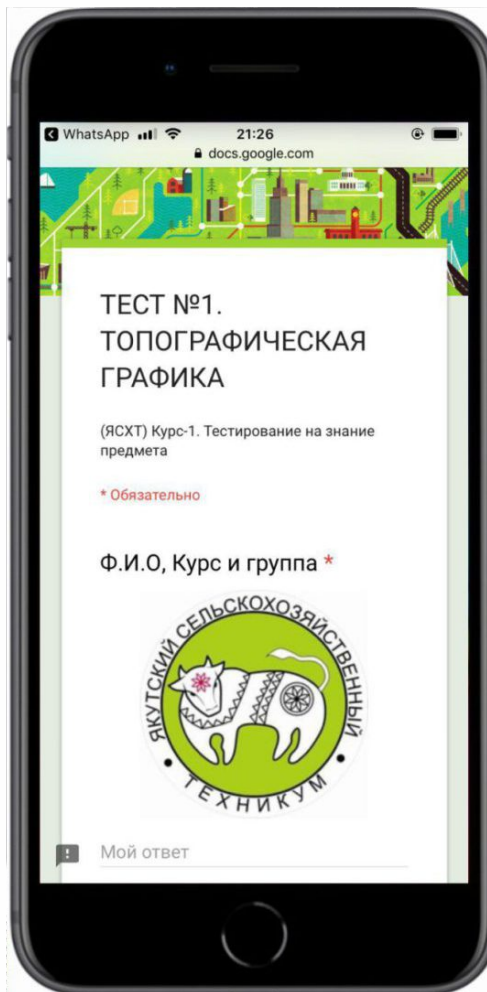 WhatsApp
21:26
docs.google.com
ТЕСТ №1.
ТОПОГРАФИЧЕСКАЯ
ГРАФИКА
(ЯСХТ) Курс-1. Тестирование на знание
предмета
* Обязательно
Ф.И.О, Курс и группа *
ЯКУТСКИЙ СЕЛЬСКОХОЗЯЙСТВЕННЫЙ
• ТЕХНИКУМ •
Мой ответ